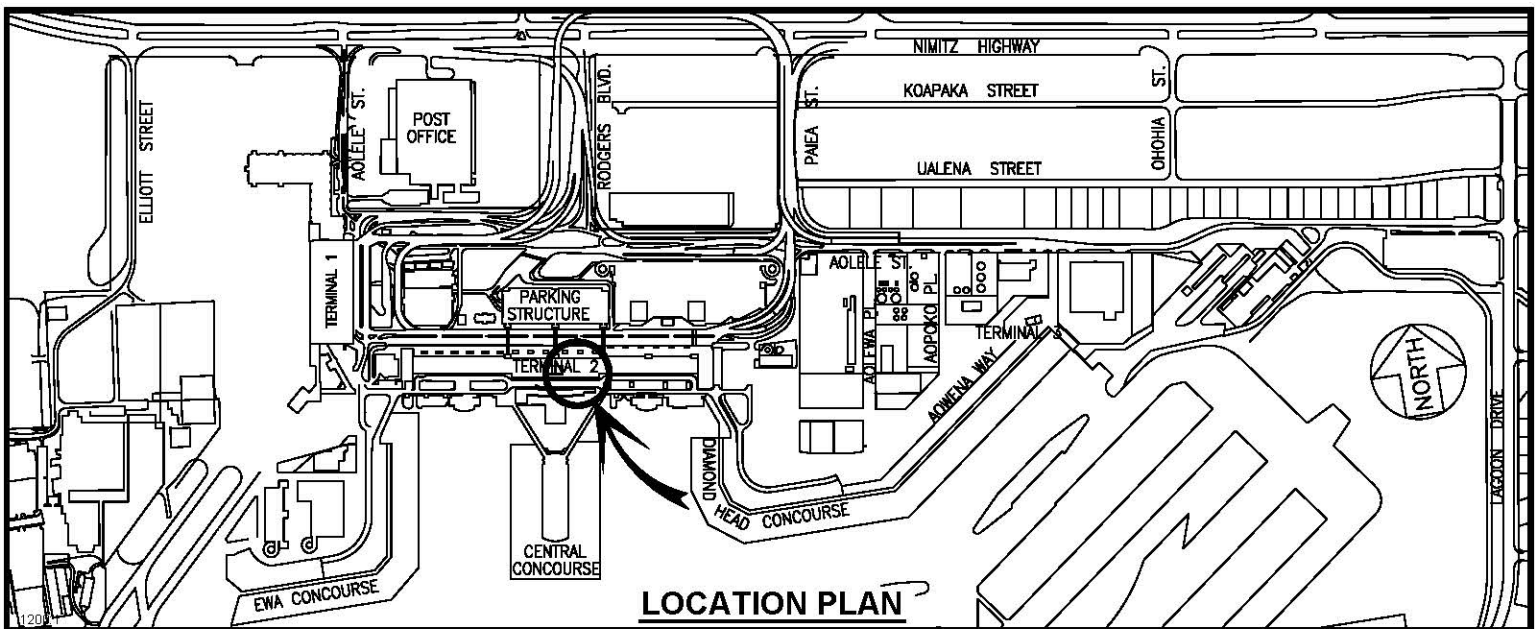 NIMITZ HIGHWAY
KOAPAKA STREET
UALENA STREET
OHOHIA ST.
PAIEA ST.
RODGERS BLVD.
POST
OFFICE
AOLELE ST.
ELLIOTT STREET
TERMINAL 1
PARKING
STRUCTURE
TERMINAL 2
AOLELE ST.
AOLEWA PL.
AOPOKO PL.
TERMINAL 3
AOWENA WAY
NORTH
LAGOON DRIVE
DIAMOND
HEAD CONCOURSE
CENTRAL
CONCOURSE
EWA CONCOURSE
LOCATION PLAN